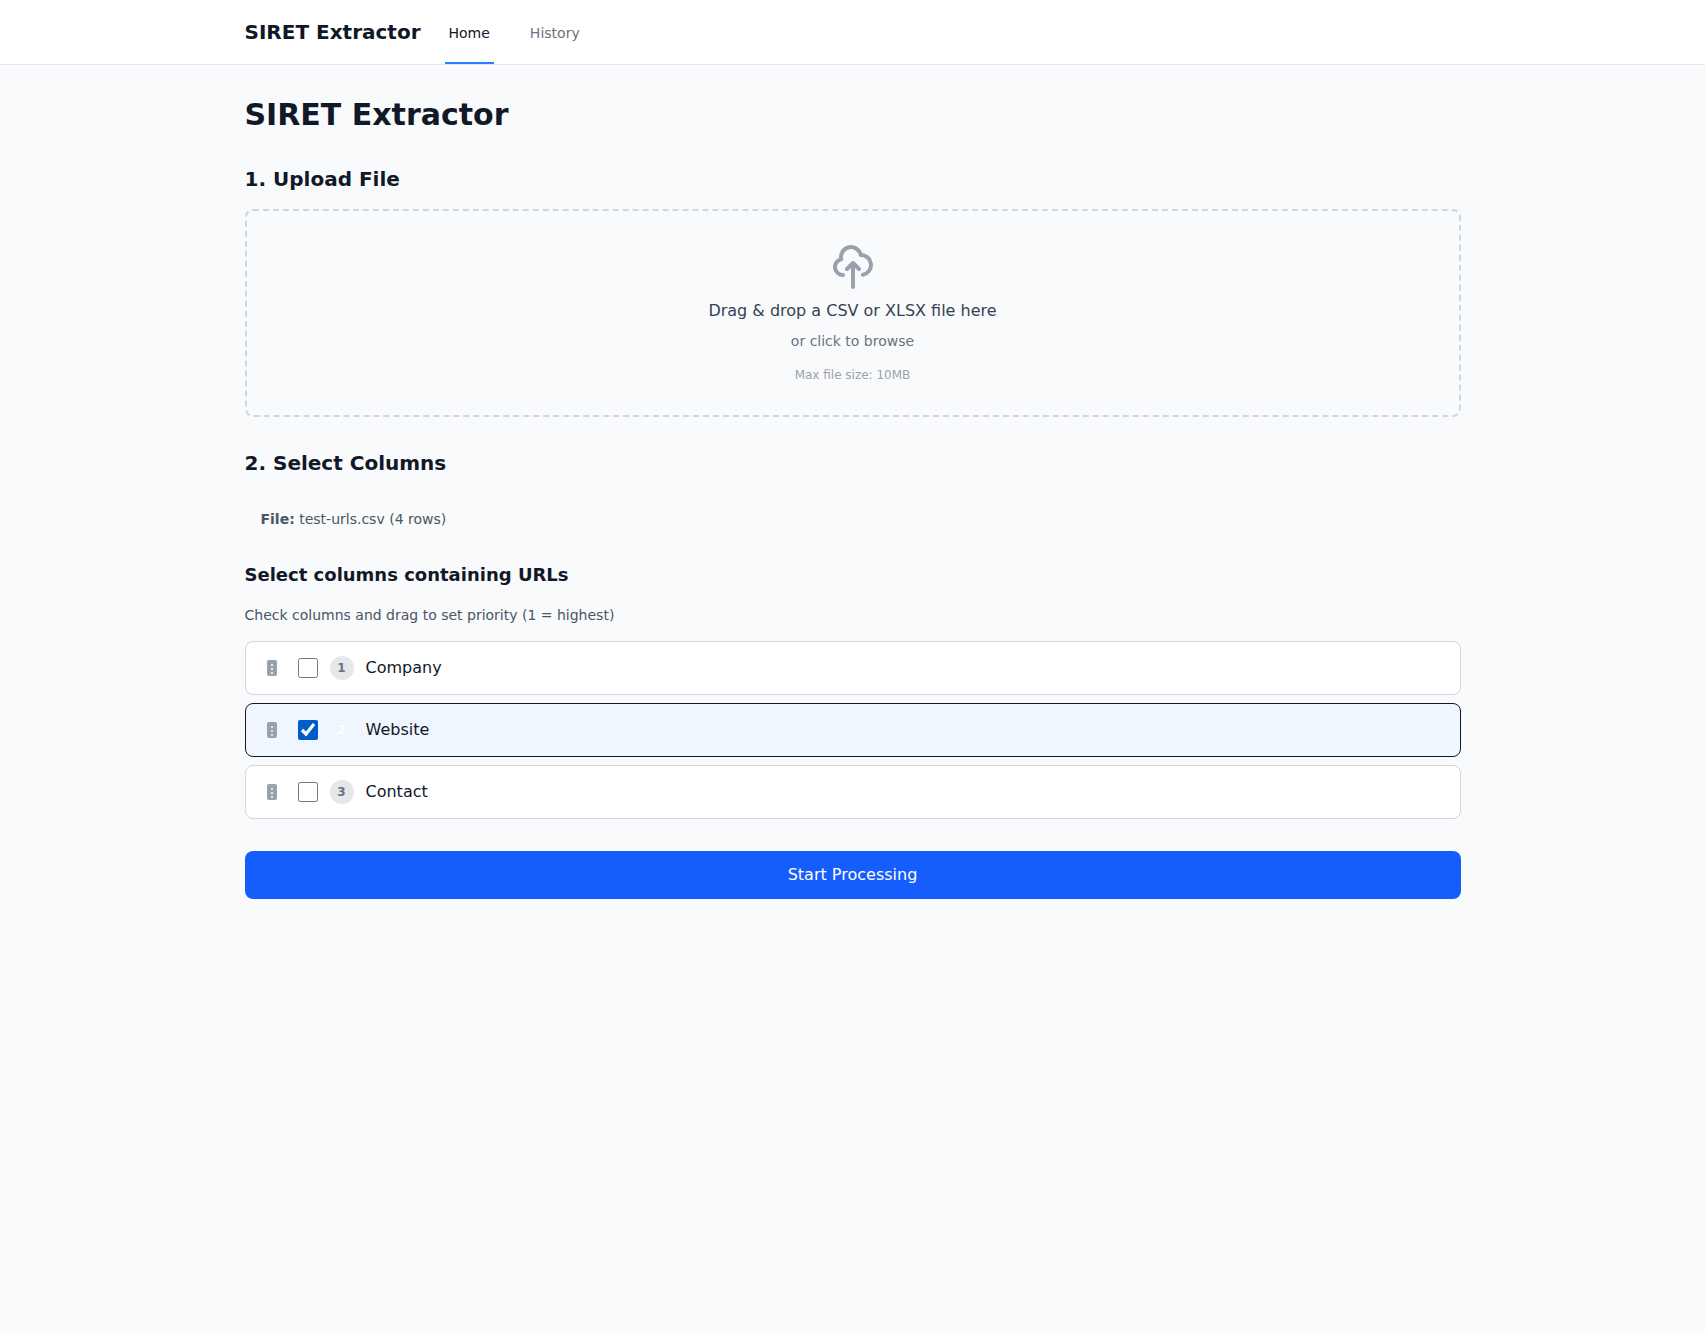 SIRET Extractor
Home
History
SIRET Extractor
1. Upload File
Drag & drop a CSV or XLSX file here
or click to browse
Max file size: 10MB
2. Select Columns
File: test-urls.csv (4 rows)
Select columns containing URLs
Check columns and drag to set priority (1 = highest)
1 Company
2 Website
3 Contact
Start Processing